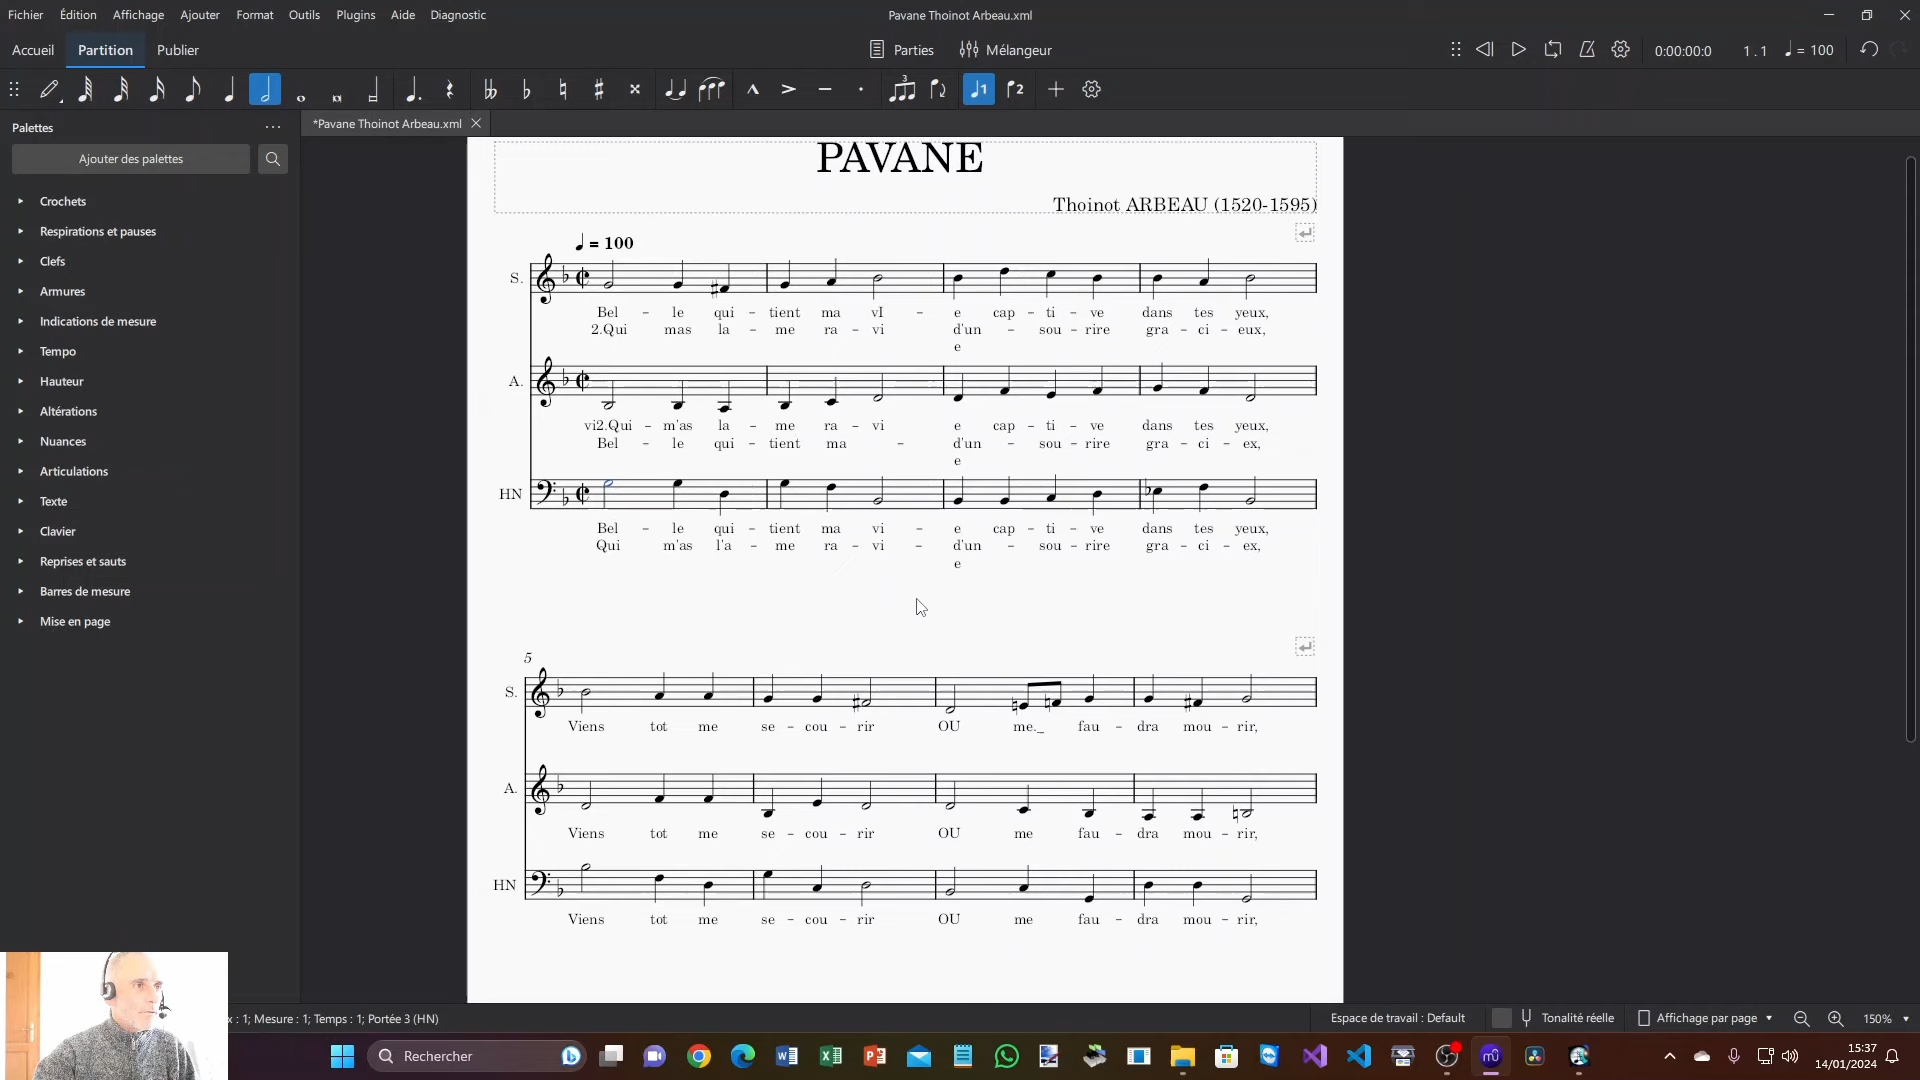 Fichier Édition Affichage Ajouter Format Outils Plugins Aide Diagnostic
Pavane Thoinot Arbeau.xml
Accueil Partition Publier
Parties Mélangeur
0:00:00:0 1 . 1 = 100
3
1 2
Palettes
*Pavane Thoinot Arbeau.xml
Ajouter des palettes
Crochets
Respirations et pauses
Clefs
Armures
Indications de mesure
Tempo
Hauteur
Altérations
Nuances
Articulations
Texte
Clavier
Reprises et sauts
Barres de mesure
Mise en page
PAVANE
Thoinot ARBEAU (1520-1595)
= 100
S.
Bel - le qui - tient ma vI - e cap - ti - ve dans tes yeux,
2.Qui mas la - me ra - vi d'un - sou - rire gra - ci - eux,
e
A.
vi2.Qui - m'as la - me ra - vi e cap - ti - ve dans tes yeux,
Bel - le qui - tient ma - d'un - sou - rire gra - ci - ex,
e
HN
Bel - le qui - tient ma vi - e cap - ti - ve dans tes yeux,
Qui m'as l'a - me ra - vi - d'un - sou - rire gra - ci - ex,
e
5
S.
Viens tot me se - cou - rir OU me._ fau - dra mou - rir,
A.
Viens tot me se - cou - rir OU me fau - dra mou - rir,
HN
Viens tot me se - cou - rir OU me fau - dra mou - rir,
x : 1; Mesure : 1; Temps : 1; Portée 3 (HN)
Espace de travail : Default Tonalité réelle Affichage par page 150%
Rechercher
15:37
14/01/2024